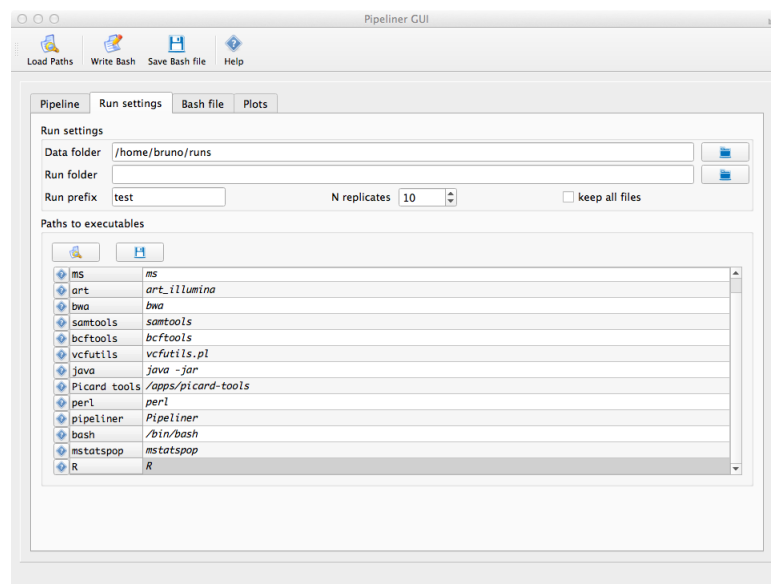 Pipeliner GUI
Load Paths Write Bash Save Bash file Help
Pipeline Run settings Bash file Plots
Run settings
Data folder /home/bruno/runs
Run folder
Run prefix test N replicates 10 keep all files
Paths to executables
ms ms
art art_illumina
bwa bwa
samtools samtools
bcftools bcftools
vcfutils vcfutils.pl
java java -jar
Picard tools /apps/picard-tools
perl perl
pipeliner Pipeliner
bash /bin/bash
mstatspop mstatspop
R R